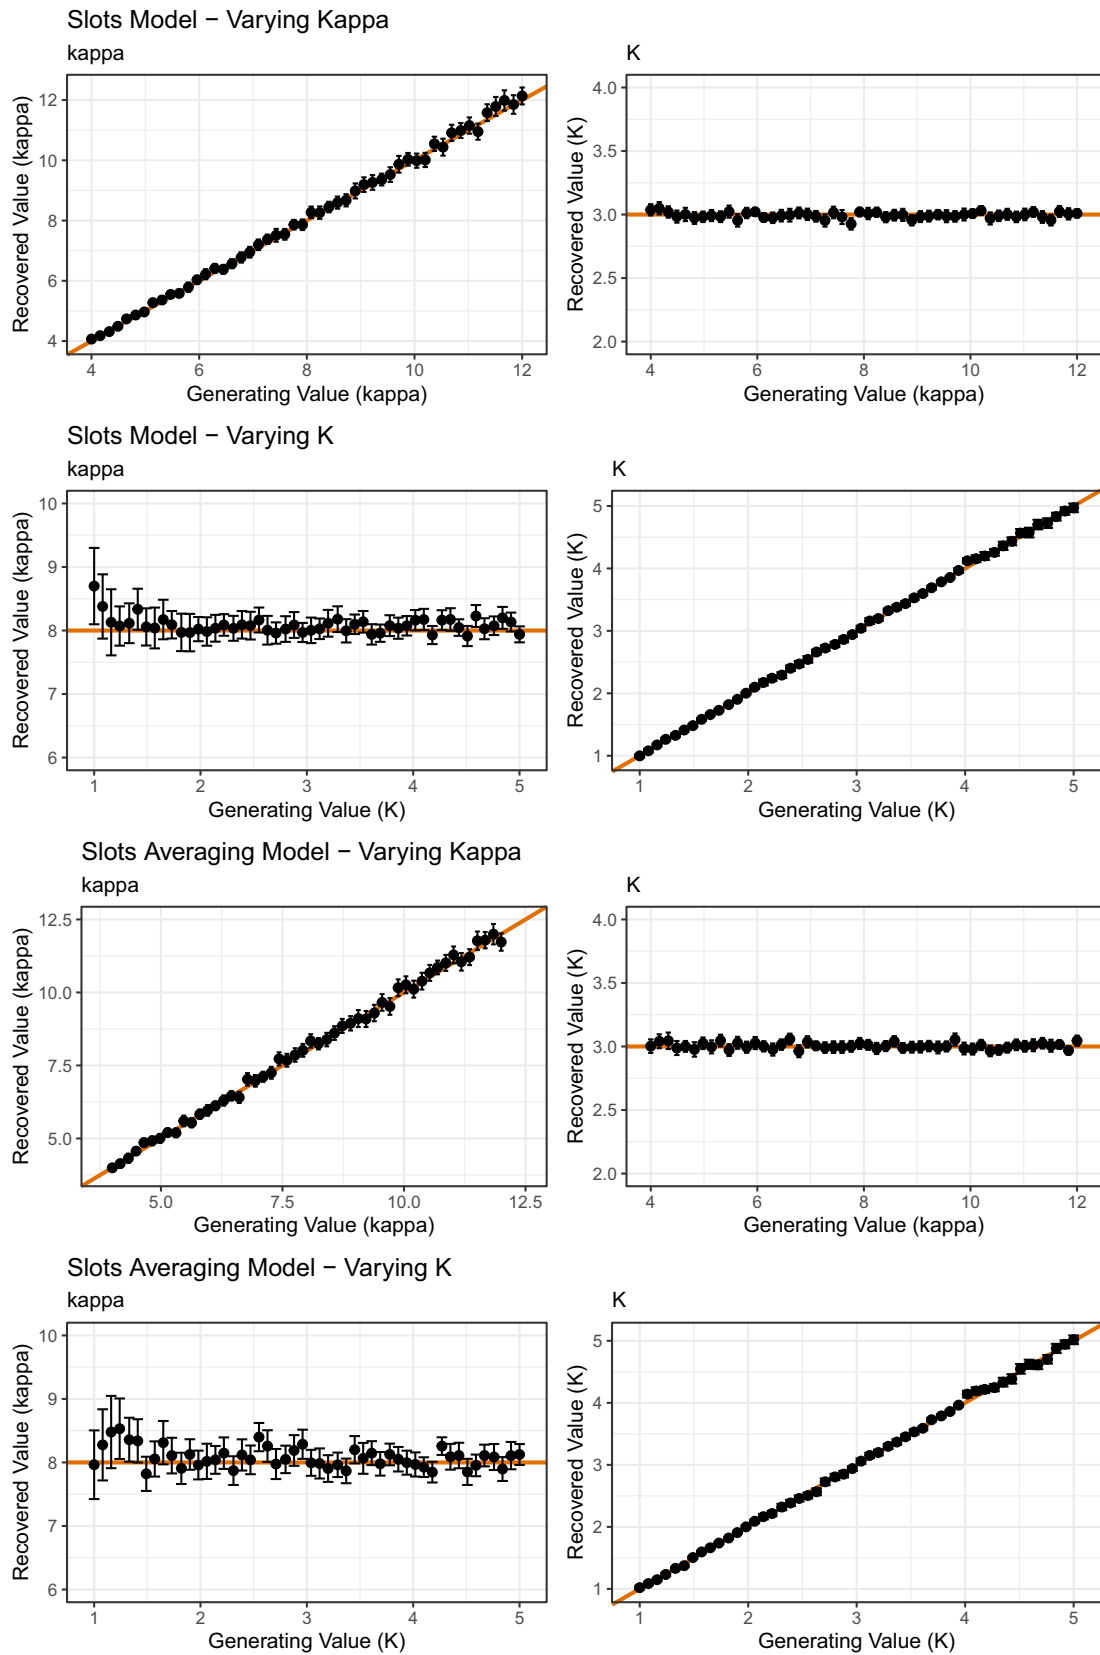 Slots Model − Varying Kappa
kappa
K
Recovered Value (kappa)
12
10
8
6
4
4 6 8 10 12
Generating Value (kappa)
Recovered Value (K)
4.0
3.5
3.0
2.5
2.0
4 6 8 10 12
Generating Value (kappa)
Slots Model − Varying K
kappa
K
Recovered Value (kappa)
10
9
8
7
6
1 2 3 4 5
Generating Value (K)
Recovered Value (K)
5
4
3
2
1
1 2 3 4 5
Generating Value (K)
Slots Averaging Model − Varying Kappa
kappa
K
Recovered Value (kappa)
12.5
10.0
7.5
5.0
5.0 7.5 10.0 12.5
Generating Value (kappa)
Recovered Value (K)
4.0
3.5
3.0
2.5
2.0
4 6 8 10 12
Generating Value (kappa)
Slots Averaging Model − Varying K
kappa
K
Recovered Value (kappa)
10
9
8
7
6
1 2 3 4 5
Generating Value (K)
Recovered Value (K)
5
4
3
2
1
1 2 3 4 5
Generating Value (K)